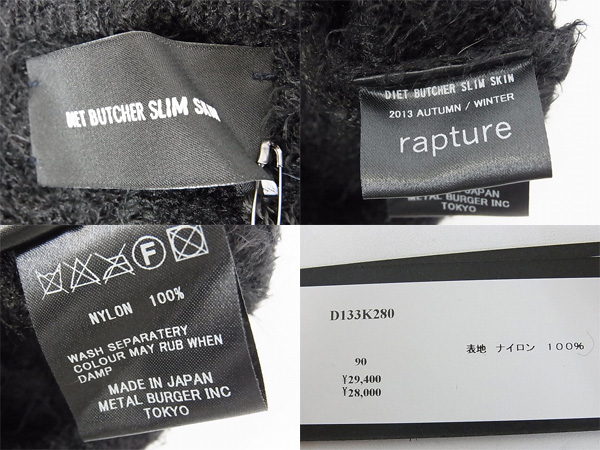 DIET BUTCHER SLIM SKIN
DIET BUTCHER SLIM SKIN
2013 AUTUMN / WINTER
rapture
IN JAPAN
METAL BURGER INC
TOKYO
F
NYLON 100%
WASH SEPARATERY
COLOUR MAY RUB WHEN
DAMP
MADE IN JAPAN
METAL BURGER INC
TOKYO
D133K280
表地 ナイロン 100%
90
¥29,400
¥28,000